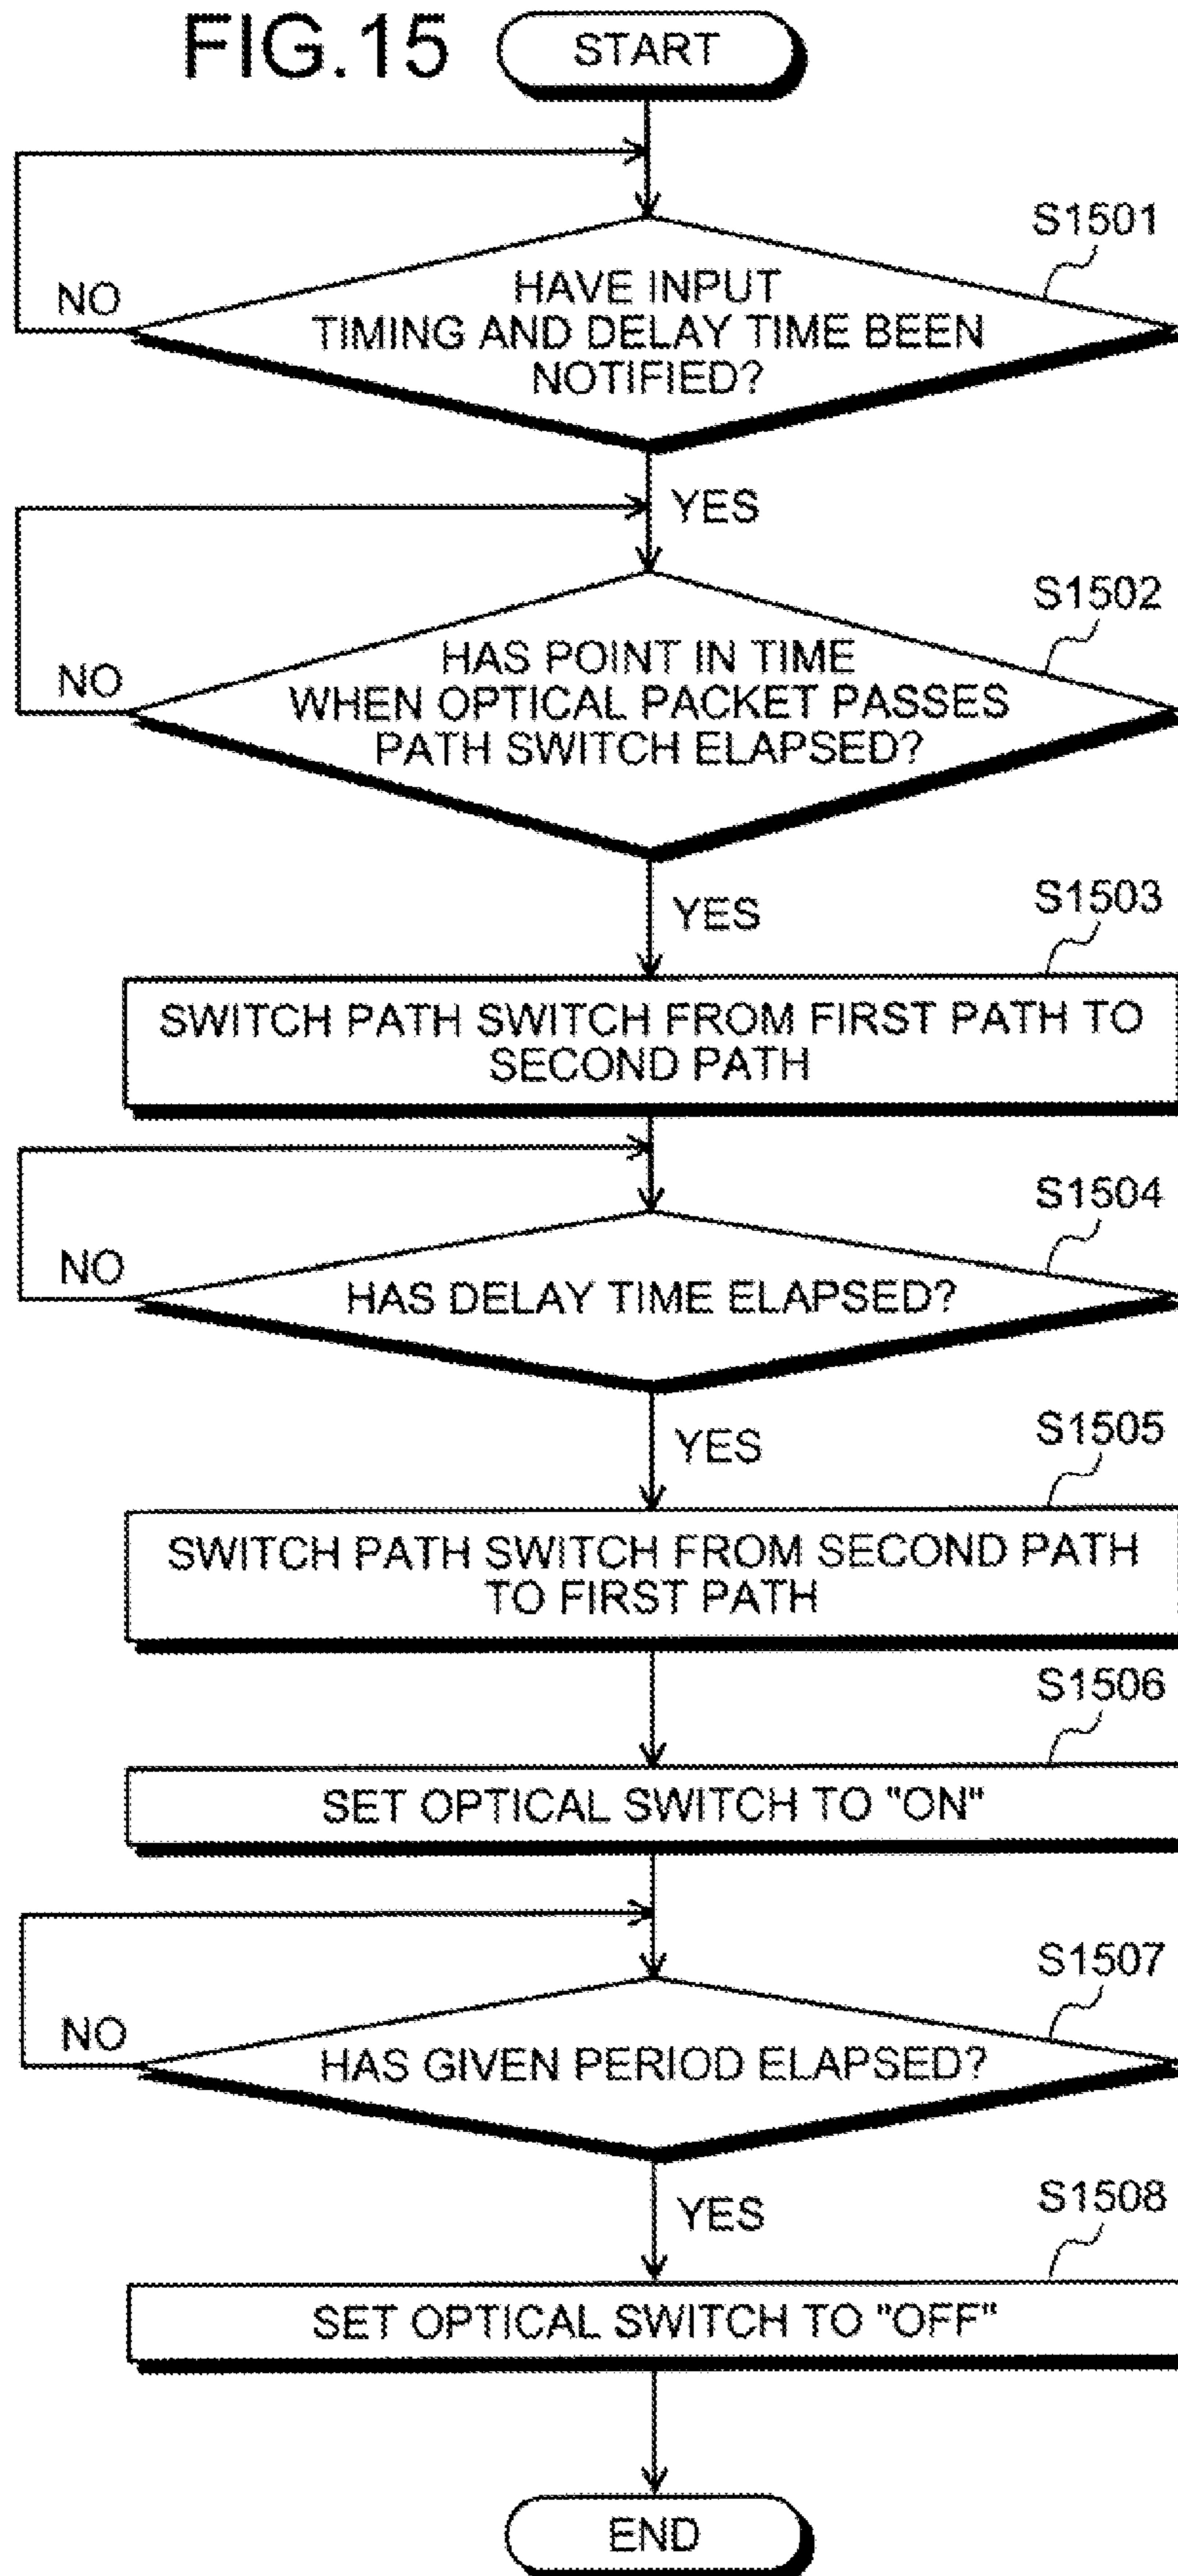 FIG.15
START
S1501
HAVE INPUT
TIMING AND DELAY TIME BEEN
NOTIFIED?
NO
YES
S1502
HAS POINT IN TIME
WHEN OPTICAL PACKET PASSES
PATH SWITCH ELAPSED?
NO
YES
S1503
SWITCH PATH SWITCH FROM FIRST PATH TO
SECOND PATH
S1504
HAS DELAY TIME ELAPSED?
NO
YES
S1505
SWITCH PATH SWITCH FROM SECOND PATH
TO FIRST PATH
S1506
SET OPTICAL SWITCH TO "ON"
S1507
HAS GIVEN PERIOD ELAPSED?
NO
YES
S1508
SET OPTICAL SWITCH TO "OFF"
END